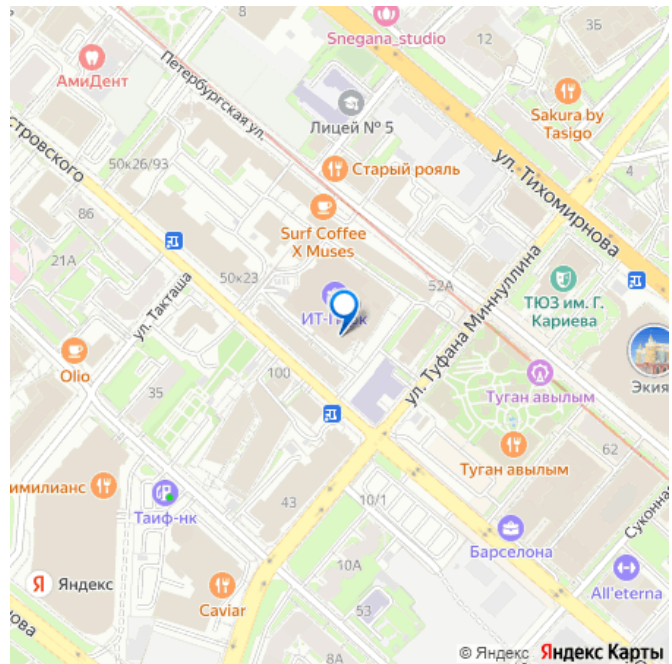 Snegana_studio
12
3Б
8
АмиДент
Петербургская ул.
Лицей № 5
Sakura by
Tasigo
стровского
50к26/93
Старый рояль
ул. Тихомирнова
4
86
Surf Coffee
X Muses
21А
50к23
52А
ТЮЗ им. Г.
Кариева
ул. Такташа
ИТ-П
к
ул. Туфана Миннуллина
Экия
Olio
100
Туган авылым
35
Туган авылым
62
имилианс
43
10/1
Суконная
Таиф-нк
Барселона
10А
Яндекс
All'eterna
Caviar
53
нова
© Яндекс Яндекс Карты